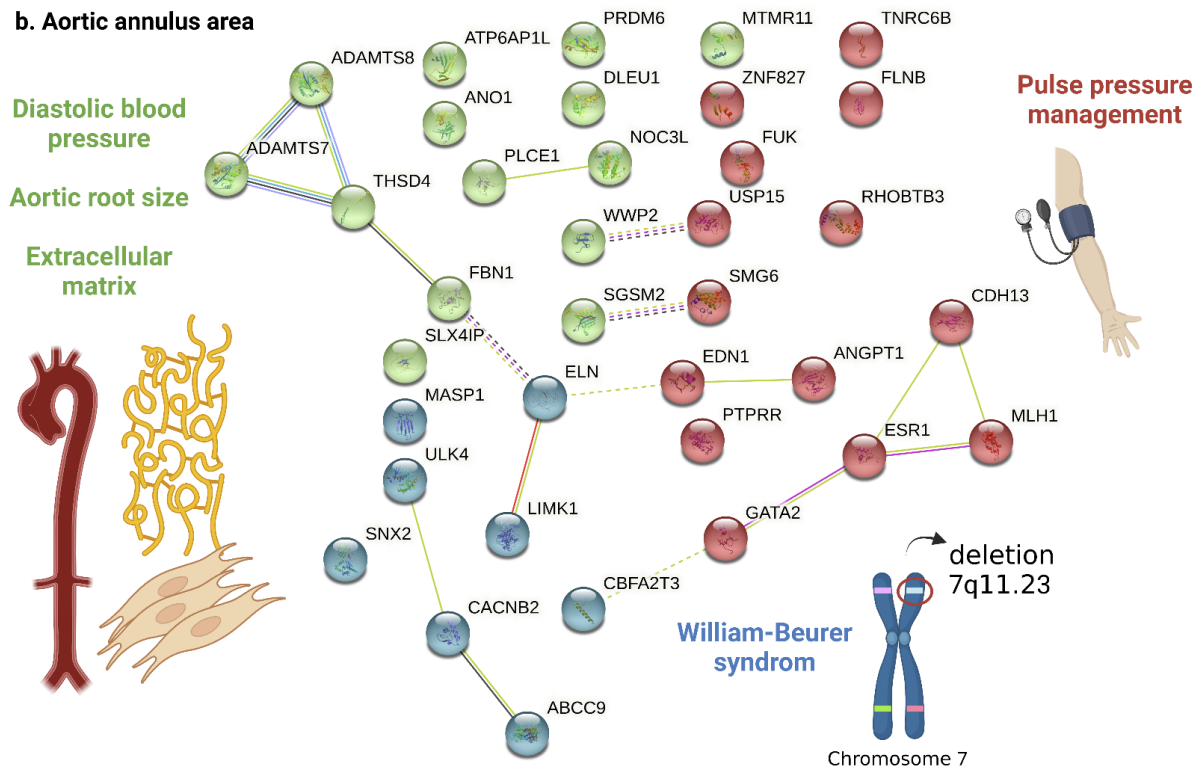 b. Aortic annulus area
PRDM6
MTMR11
TNRC6B
ATP6AP1L
ADAMTS8
DLEU1
ZNF827
FLNB
Pulse pressure
management
ANO1
Diastolic blood
pressure
ADAMTS7
NOC3L
FUK
PLCE1
THSD4
Aortic root size
WWP2
USP15
RHOBTB3
Extracellular
matrix
FBN1
SGSM2
SMG6
CDH13
SLX4IP
ELN
EDN1
ANGPT1
MASP1
PTPRR
ESR1
MLH1
ULK4
LIMK1
GATA2
SNX2
deletion
7q11.23
CBFA2T3
CACNB2
William-Beurer
syndrom
ABCC9
Chromosome 7